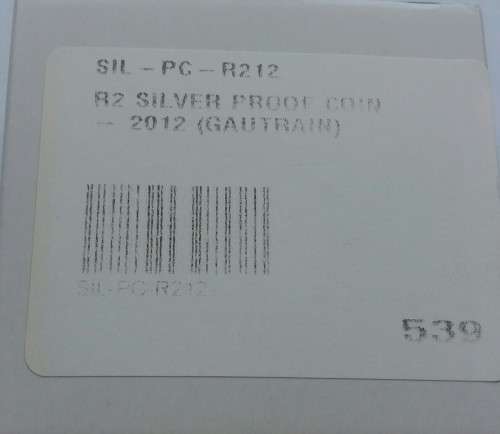 SIL-PC-R212
R2 SILVER PROOF COIN
- 2012 (GAUTRAIN)
SIL-PC-R212
539